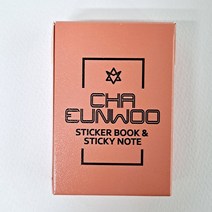 CHA
EUNWOO
STICKER BOOK &
STICKY NOTE